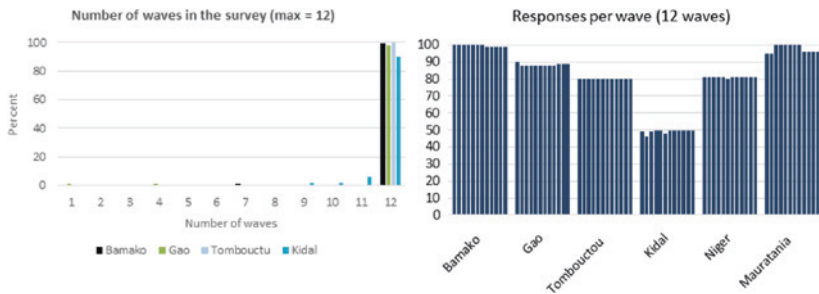 Number of waves in the survey (max = 12)
100
80
60
40
20
0
Percent
1 2 3 4 5 6 7 8 9 10 11 12
Number of waves
Bamako Gao Tombouctu Kidal
Responses per wave (12 waves)
100
90
80
70
60
50
40
30
20
10
0
Bamako
Gao
Tombouctou
Kidal
Niger
Mauratania